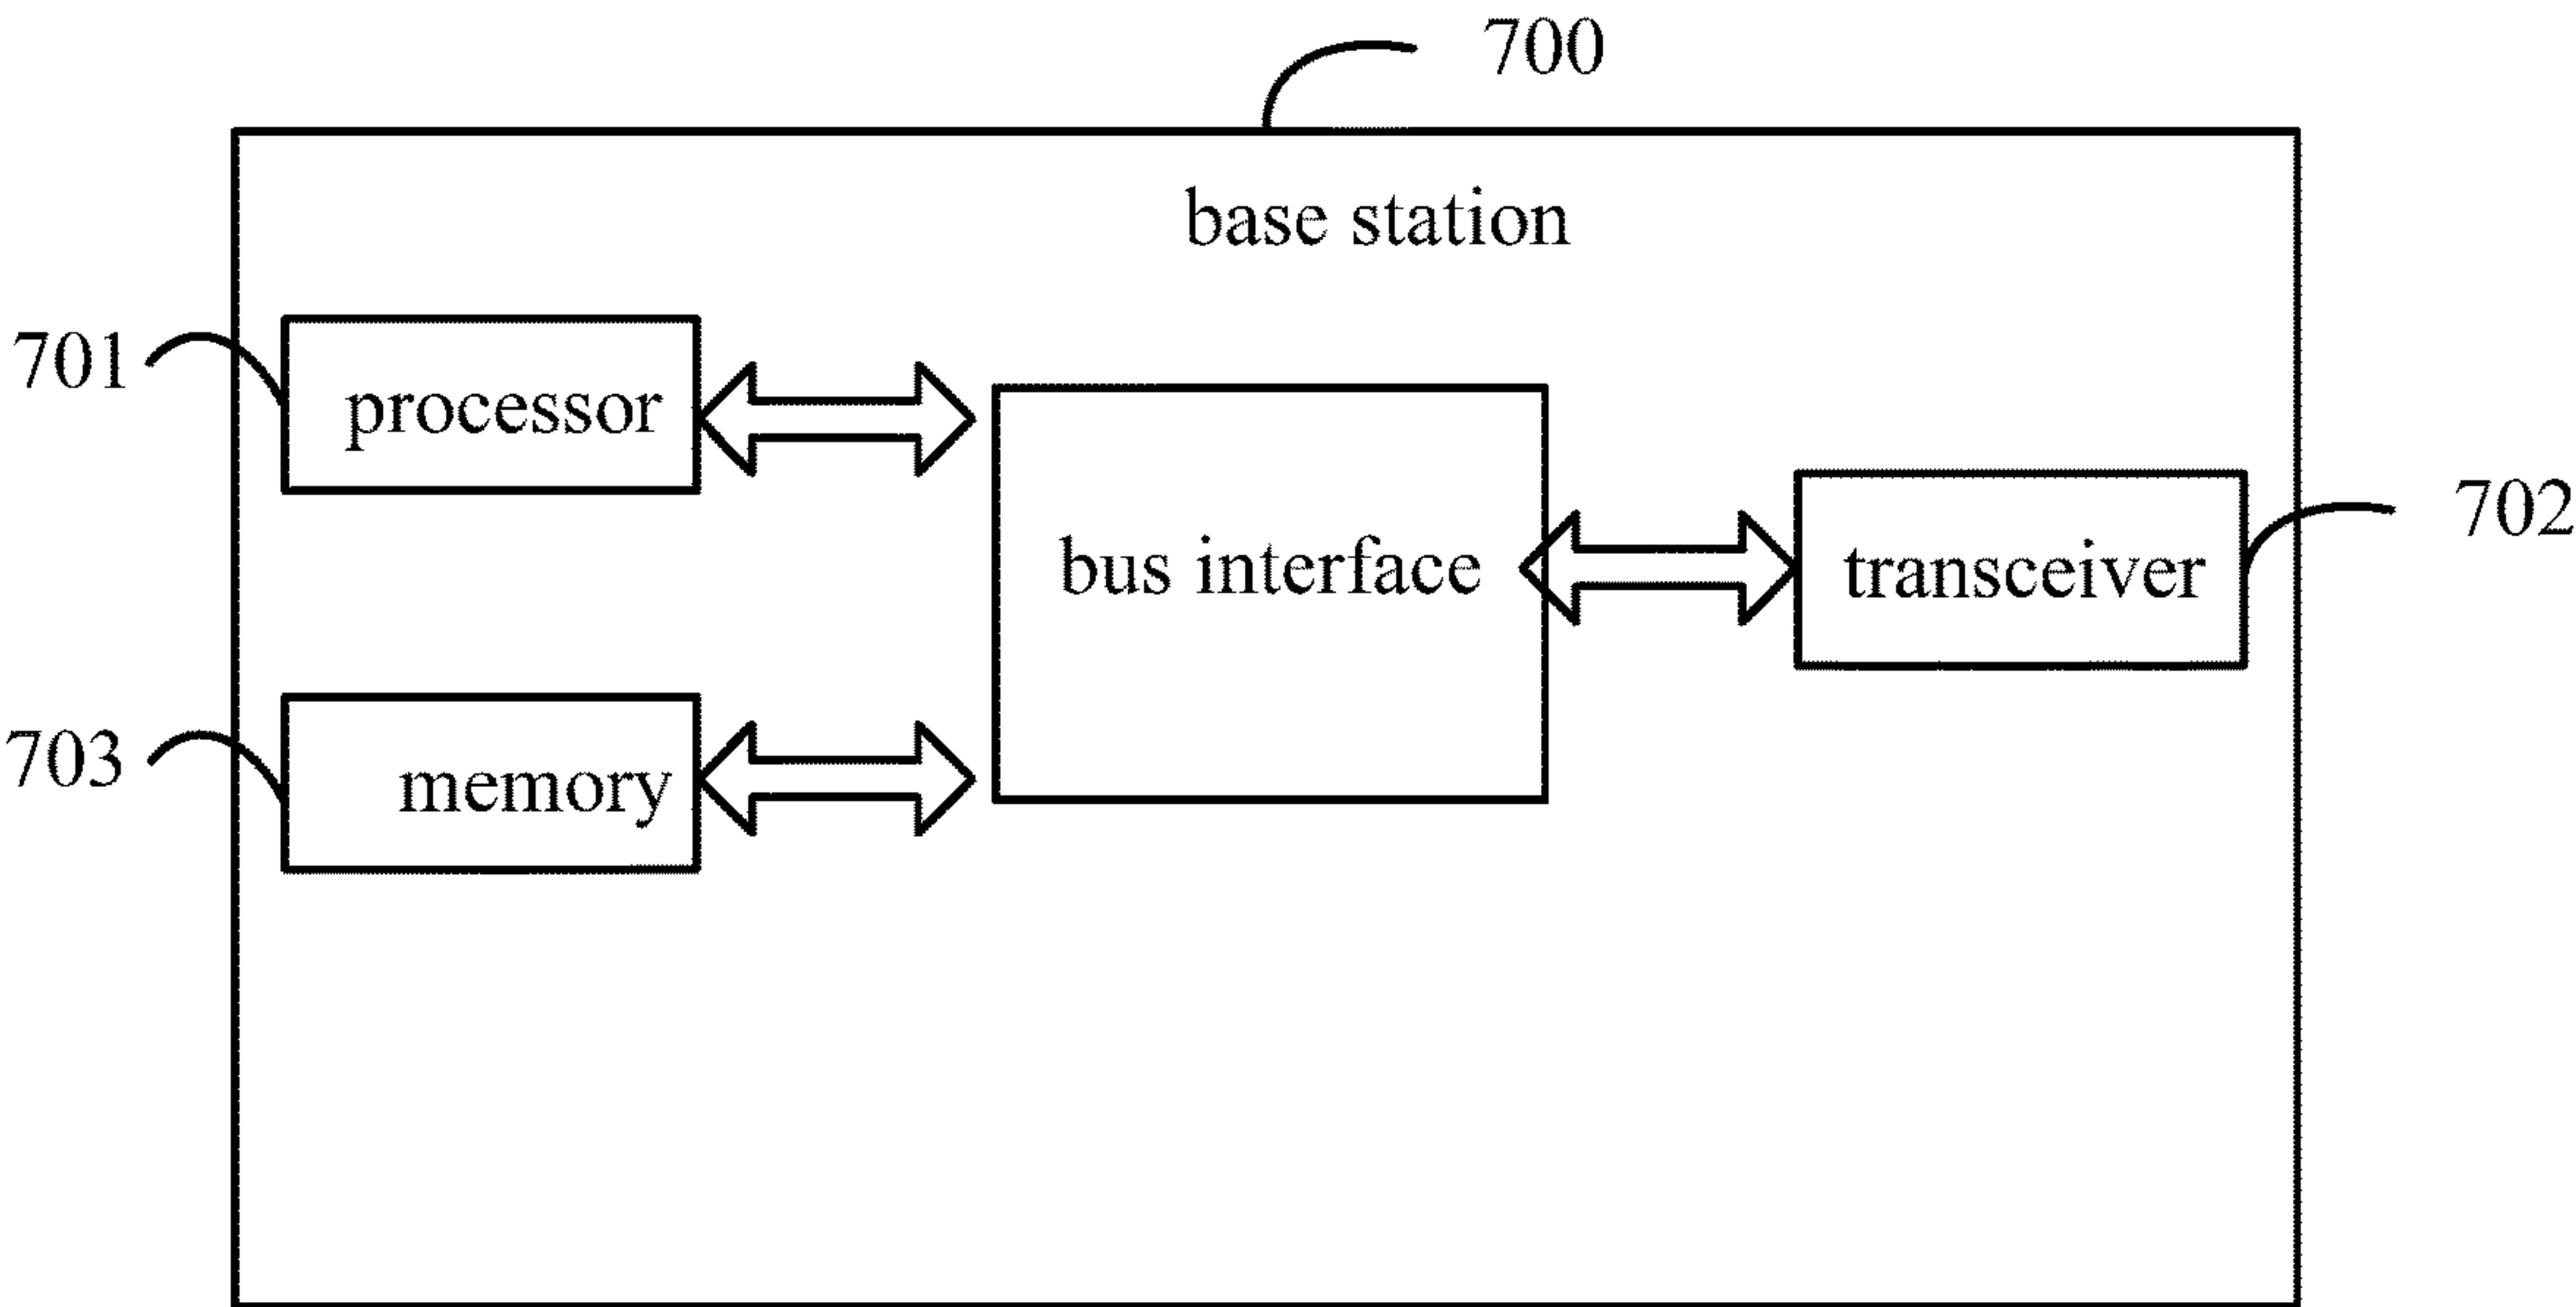 700
base station
701
processor
bus interface
transceiver
702
703
memory